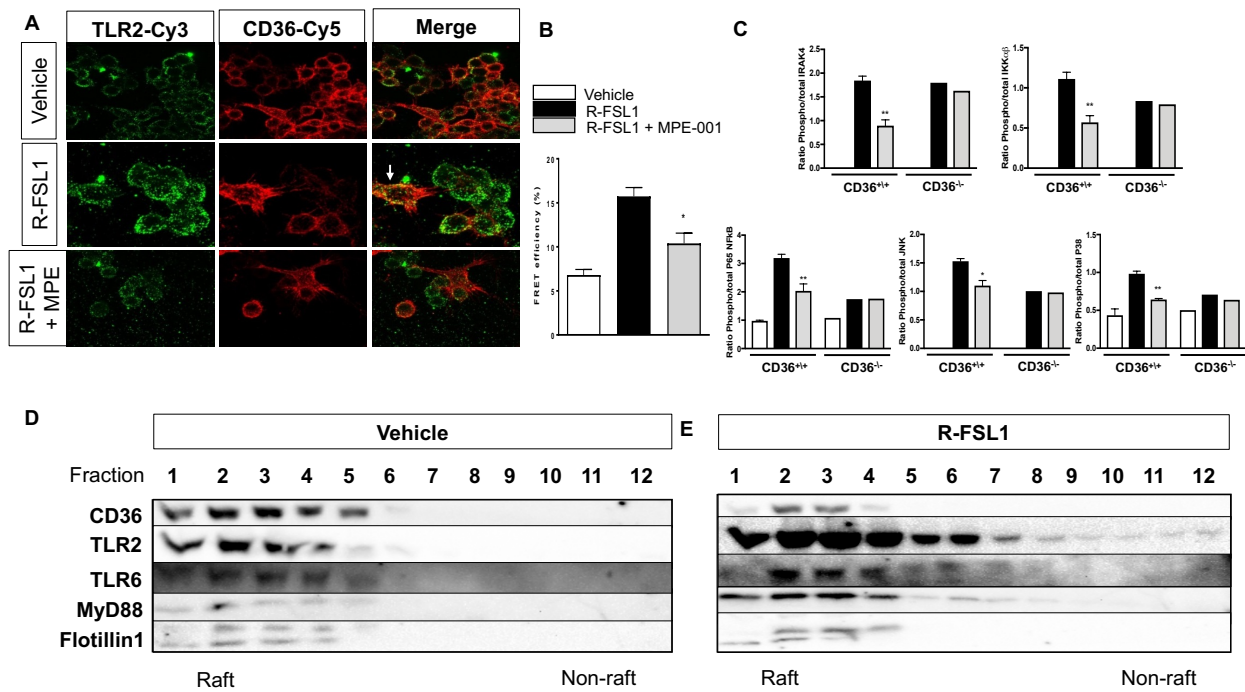 A
TLR2-Cy3
CD36-Cy5
Merge
Vehicle
R-FSL1
R-FSL1
+ MPE
B
Vehicle
R-FSL1
R-FSL1 + MPE-001
FRET efficiency (%)
20
15
10
5
0
*
C
Ratio Phospho/total IRAK4
2.0
1.5
1.0
0.5
0.0
**
CD36+\+
CD36-\-
Ratio Phospho/total IKKαβ
1.5
1.0
0.5
0.0
**
CD36+\+
CD36-\-
Ratio Phospho/total P65 NFkB
4
3
2
1
0
**
CD36+\+
CD36-\-
Ratio Phospho/total JNK
2.0
1.5
1.0
0.5
0.0
*
CD36+\+
CD36-\-
Ratio Phospho/total P38
1.5
1.0
0.5
0.0
**
CD36+\+
CD36-\-
D
Vehicle
Fraction 1 2 3 4 5 6 7 8 9 10 11 12
CD36
TLR2
TLR6
MyD88
Flotillin1
Raft Non-raft
E
R-FSL1
1 2 3 4 5 6 7 8 9 10 11 12
Raft Non-raft